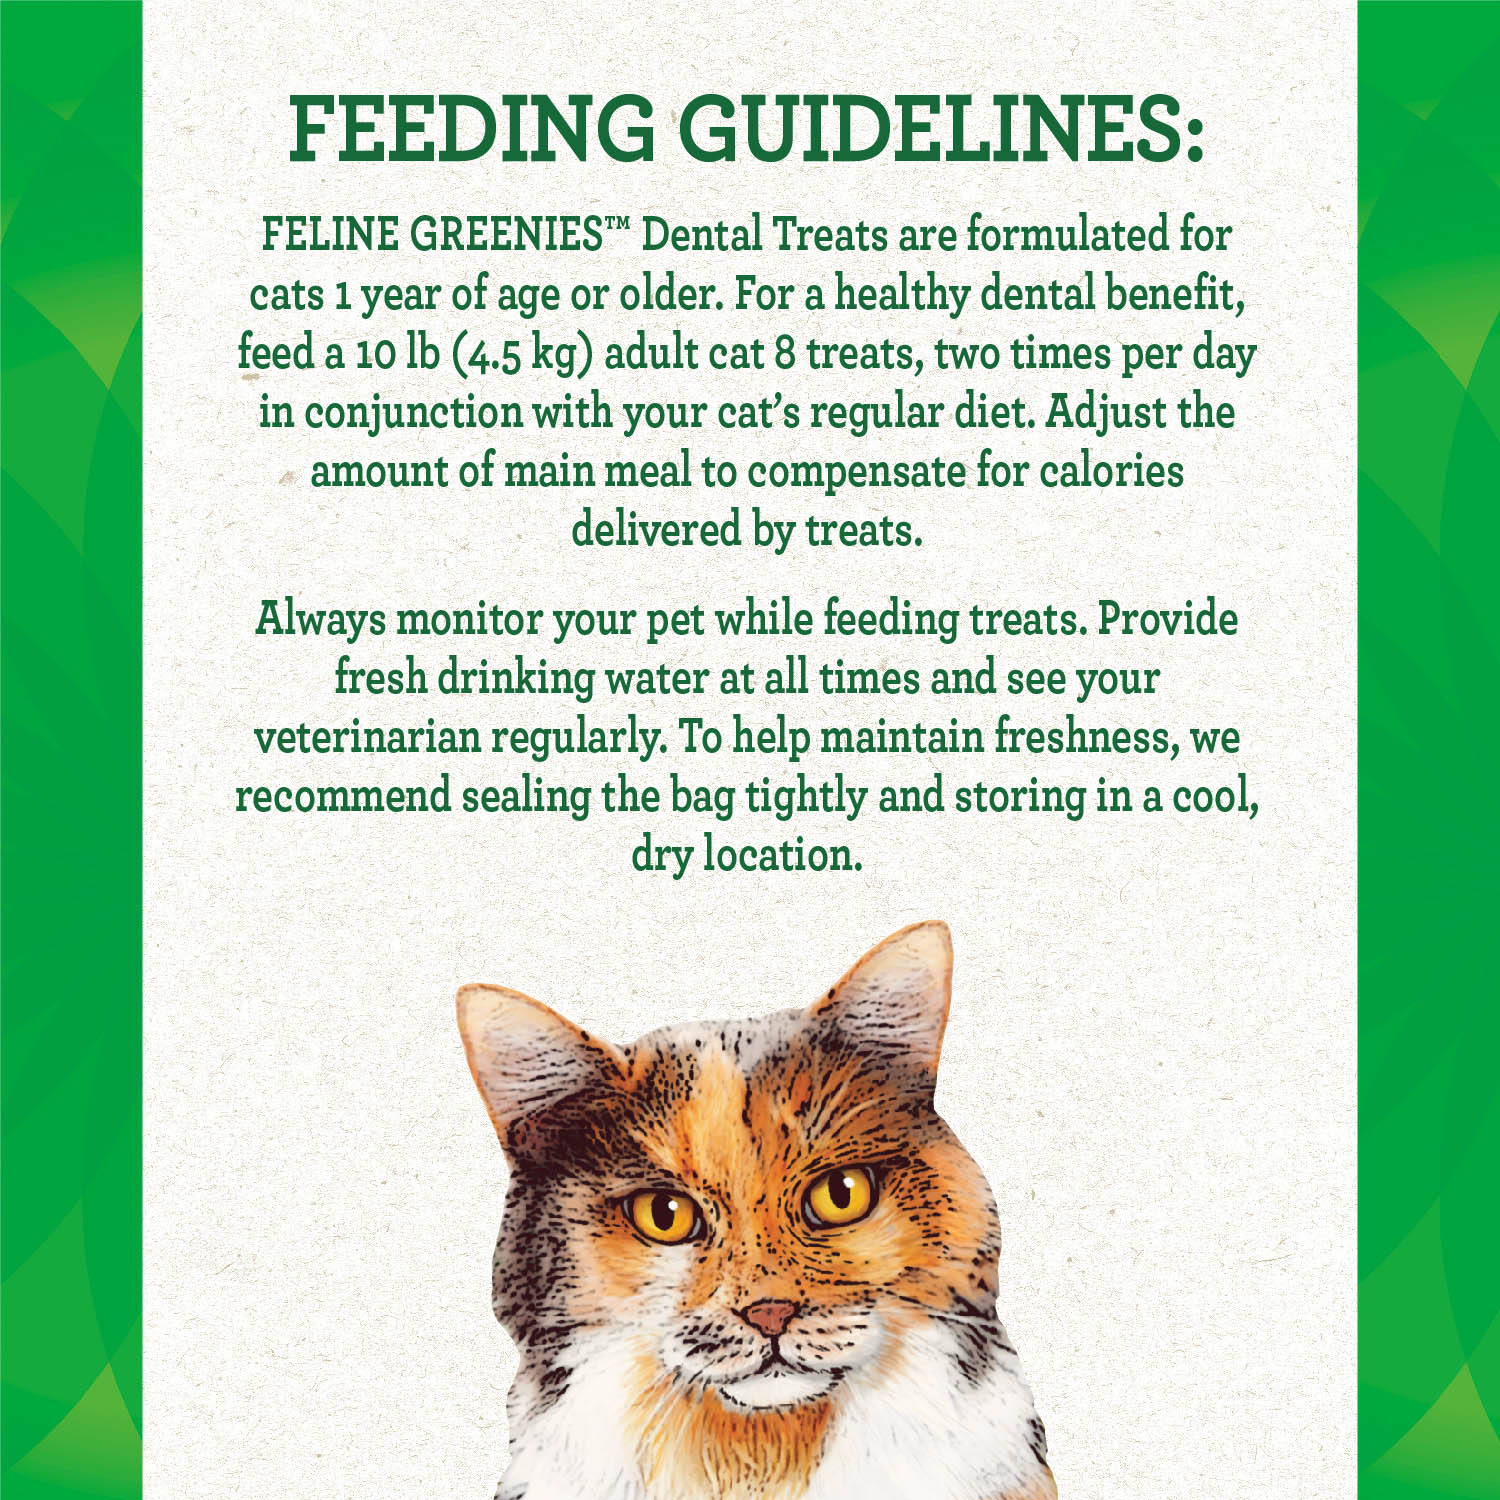 FEEDING GUIDELINES:
FELINE GREENIES™ Dental Treats are formulated for
cats 1 year of age or older. For a healthy dental benefit,
feed a 10 lb (4.5 kg) adult cat 8 treats, two times per day
in conjunction with your cat’s regular diet. Adjust the
amount of main meal to compensate for calories
delivered by treats.
Always monitor your pet while feeding treats. Provide
fresh drinking water at all times and see your
veterinarian regularly. To help maintain freshness, we
recommend sealing the bag tightly and storing in a cool,
dry location.